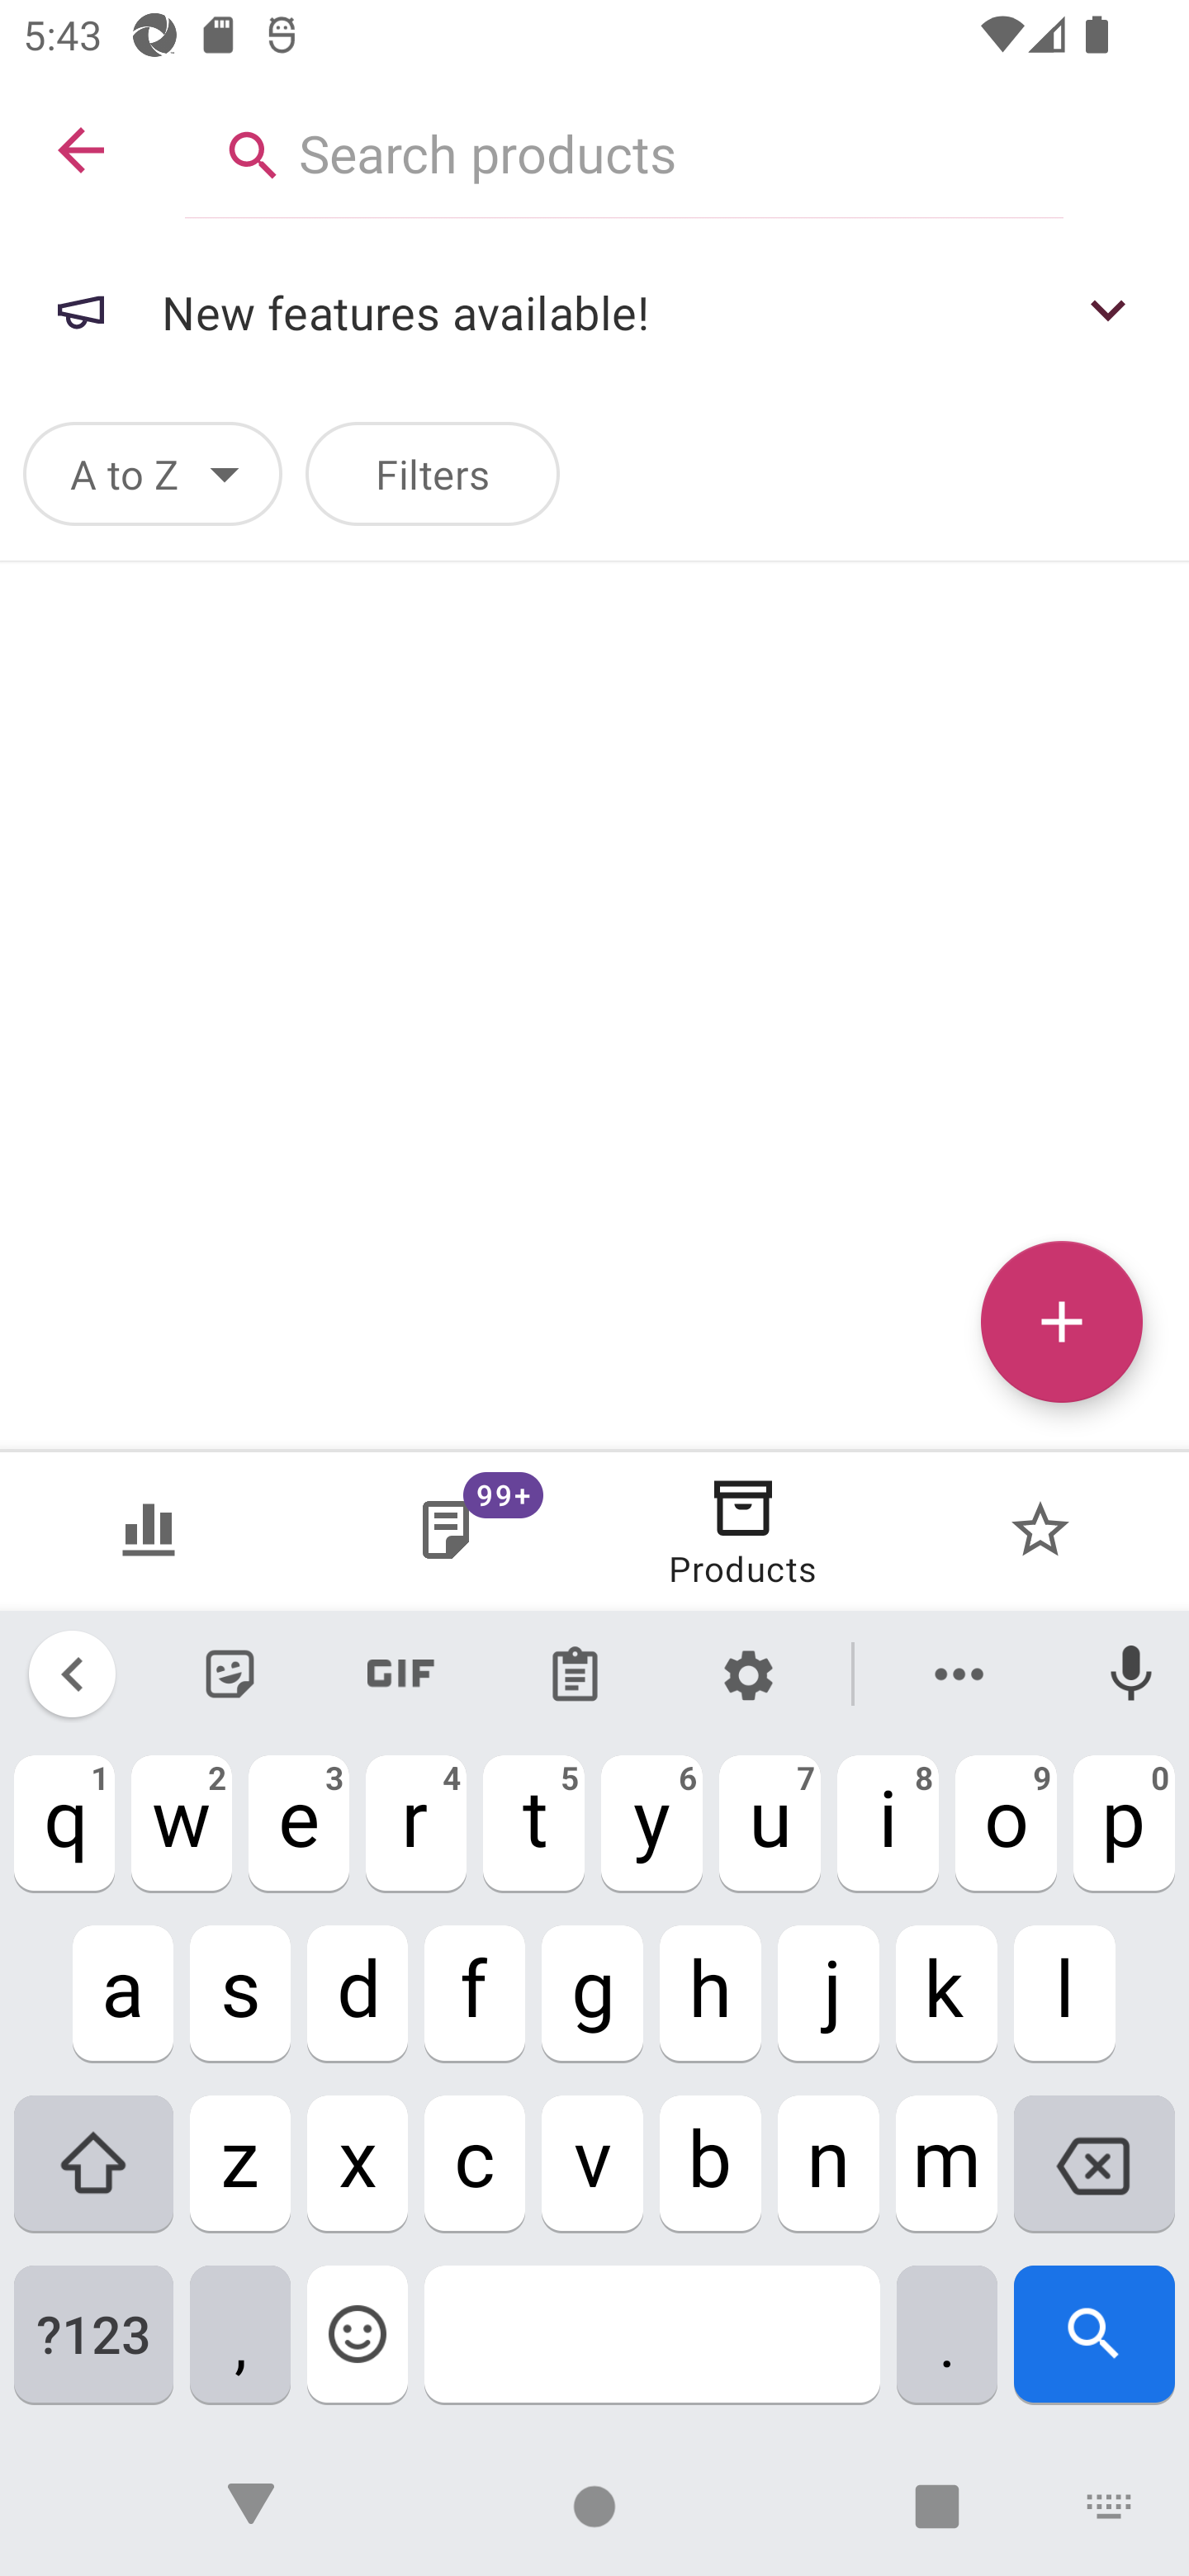 5:43
Search products
New features available!
A to Z
Filters
99+
Products
GIF
q 1 w 2 e 3 r 4 t 5 y 6 u 7 i 8 o 9 p 0
a s d f g h j k l
z x c v b n m
?123 , .